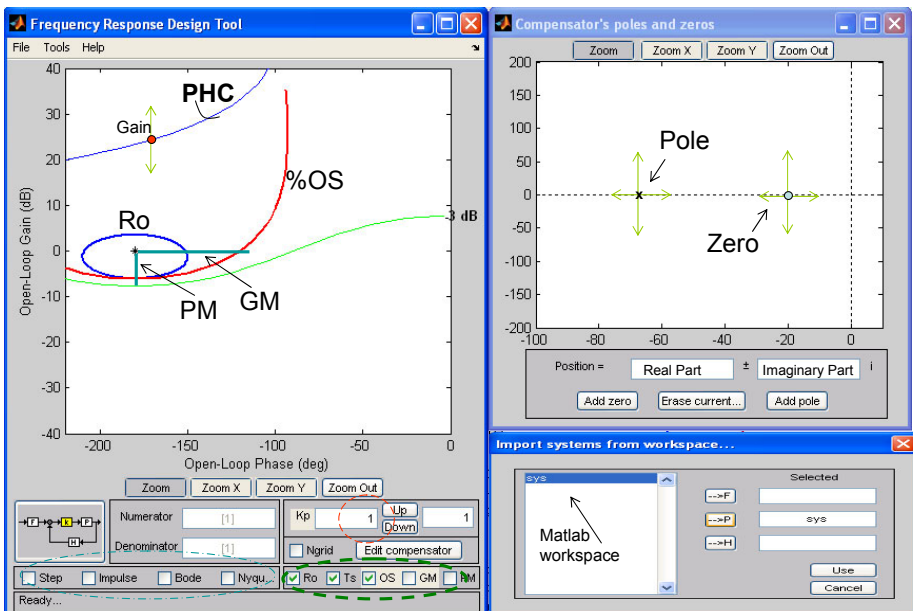 Frequency Response Design Tool
File Tools Help
40
30
20
10
0
-10
-20
-30
-40
Open-Loop Gain (dB)
PHC
Gain
%OS
-3 dB
Ro
PM
GM
-200
-150
-100
-50
0
Open-Loop Phase (deg)
Zoom
Zoom X
Zoom Y
Zoom Out
F
k
P
H
Numerator
[1]
Denominator
[1]
Kp
1
Up
Down
1
Ngrid
Edit compensator
Step
Impulse
Bode
Nyqu...
Ro
Ts
OS
GM
PM
Ready...
Compensator's poles and zeros
Zoom
Zoom X
Zoom Y
Zoom Out
200
150
100
50
0
-50
-100
-150
-200
Pole
x
Zero
-100
-80
-60
-40
-20
0
Position =
Real Part
±
Imaginary Part
i
Add zero
Erase current...
Add pole
Import systems from workspace...
sys
Matlab
workspace
Selected
-->F
-->P
sys
-->H
Use
Cancel